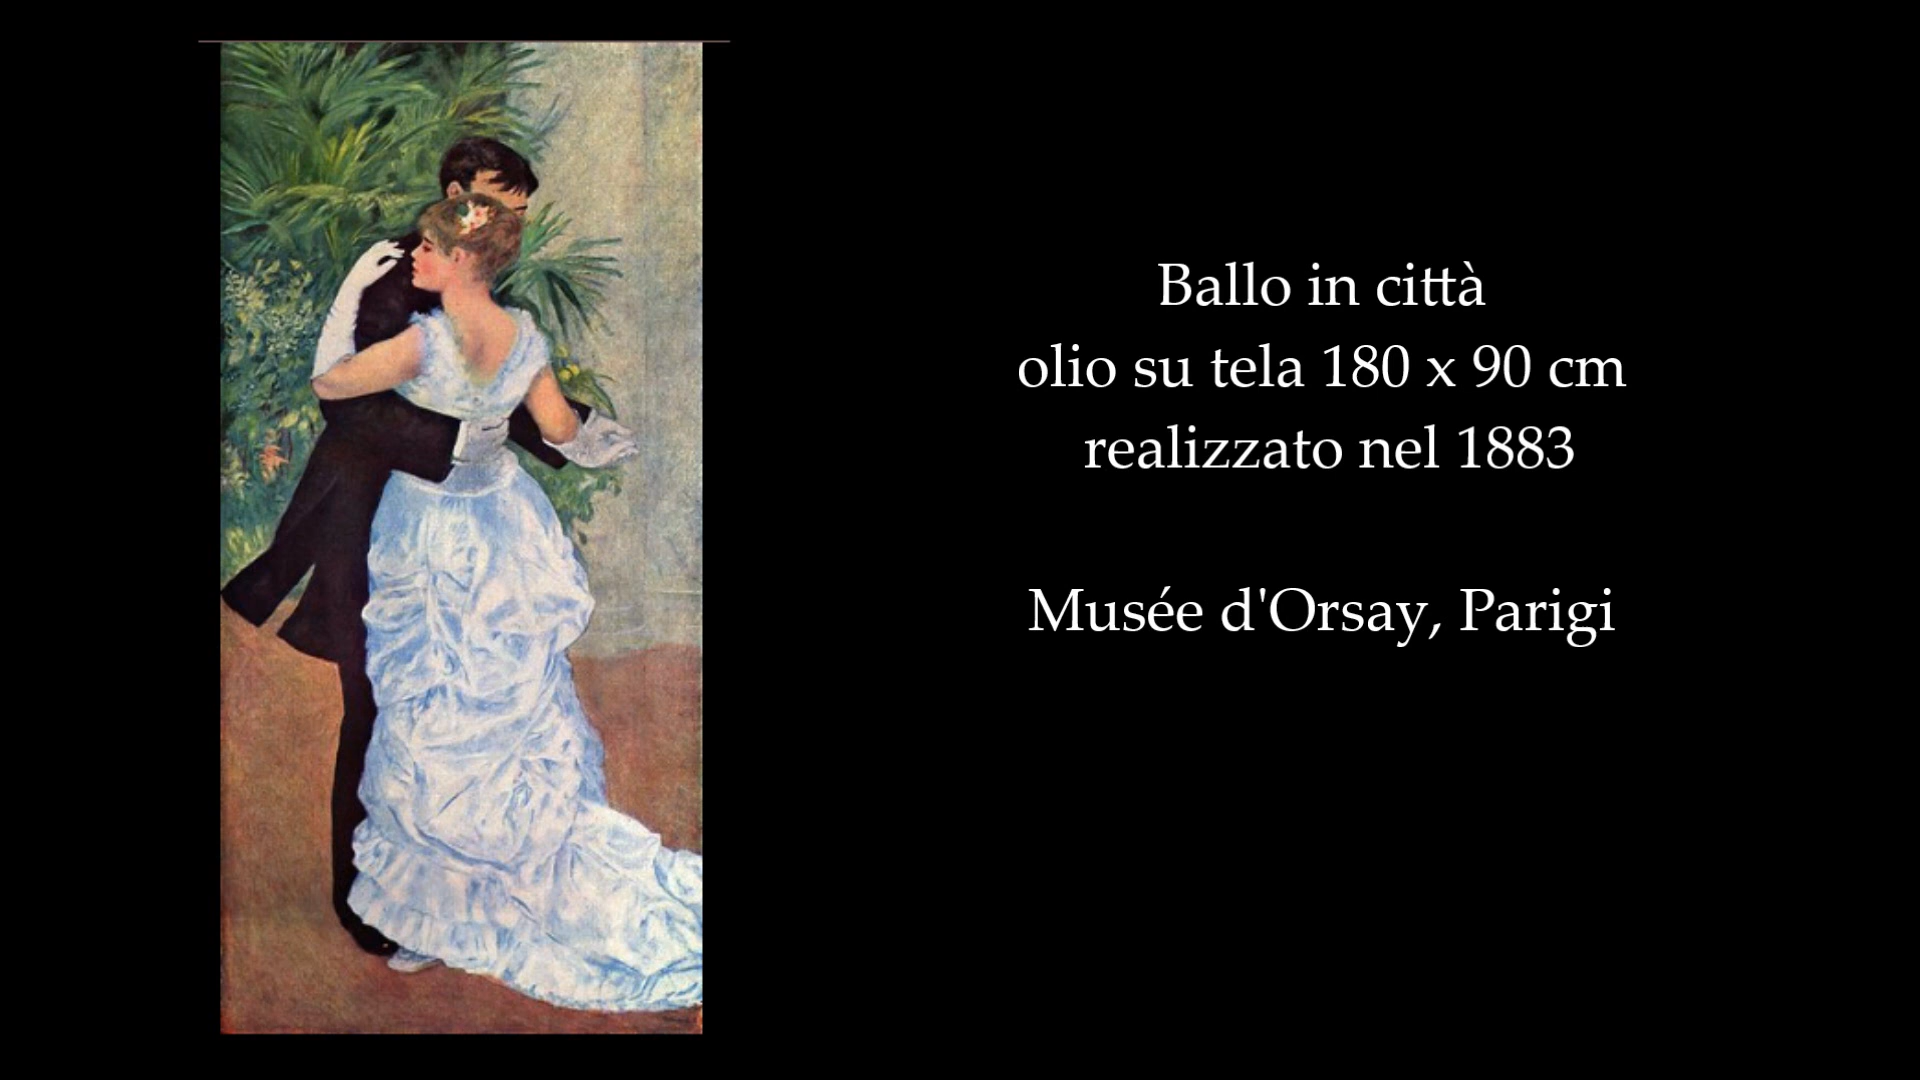 Ballo in città
olio su tela 180 x 90 cm
realizzato nel 1883
Musée d'Orsay, Parigi